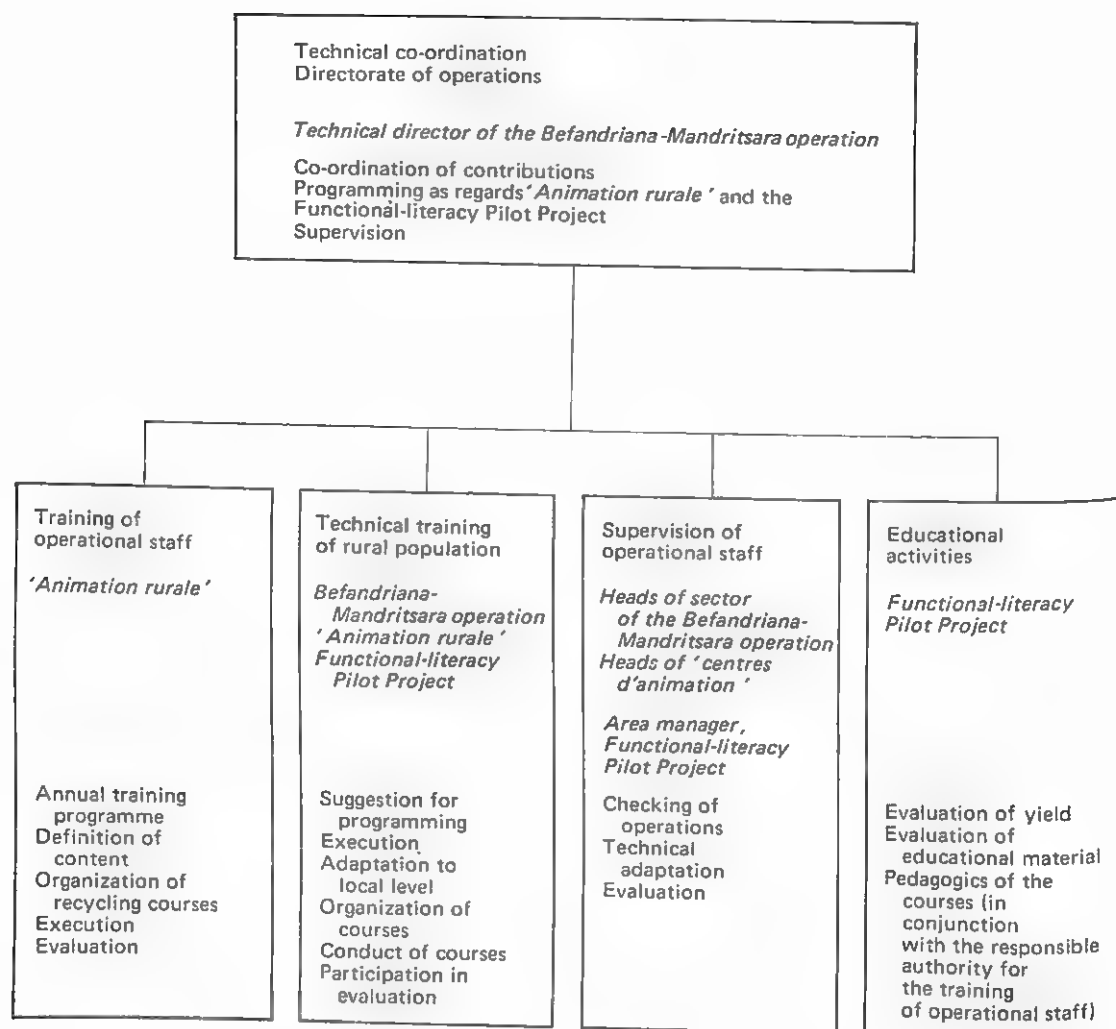 Technical co-ordination
Directorate of operations
Technical director of the Befandriana-Mandritsara operation
Co-ordination of contributions
Programming as regards 'Animation rurale' and the
Functional-literacy Pilot Project
Supervision
Training of
operational staff
'Animation rurale'
Annual training
programme
Definition of
content
Organization of
recycling courses
Execution
Evaluation
Technical training
of rural population
Befandriana-
Mandritsara operation
'Animation rurale'
Functional-literacy
Pilot Project
Suggestion for
programming
Execution
Adaptation to
local level
Organization of
courses
Conduct of courses
Participation in
evaluation
Supervision of
operational staff
Heads of sector
of the Befandriana-
Mandritsara operation
Heads of 'centres
d'animation'
Area manager,
Functional-literacy
Pilot Project
Checking of
operations
Technical
adaptation
Evaluation
Educational
activities
Functional-literacy
Pilot Project
Evaluation of yield
Evaluation of
educational material
Pedagogics of the
courses (in
conjunction
with the responsible
authority for
the training
of operational staff)